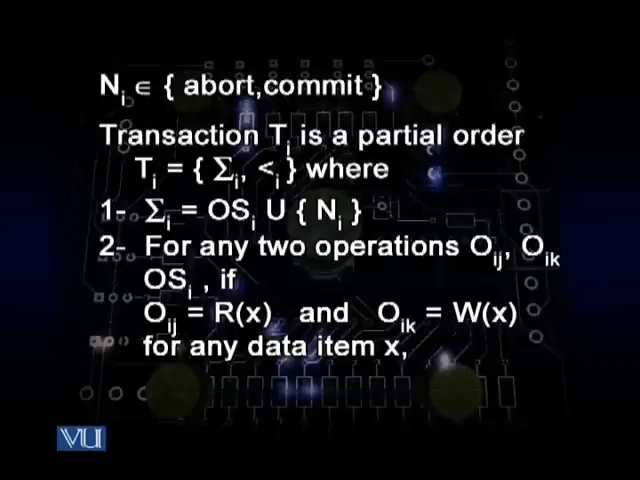 Nᵢ ∈ { abort,commit }
Transaction Tᵢ is a partial order
Tᵢ = { Σᵢ, <ᵢ } where
1- Σᵢ = OSᵢ U { Nᵢ }
2- For any two operations Oᵢⱼ, Oᵢₖ
OSᵢ , if
Oᵢⱼ = R(x) and Oᵢₖ = W(x)
for any data item x,
VU